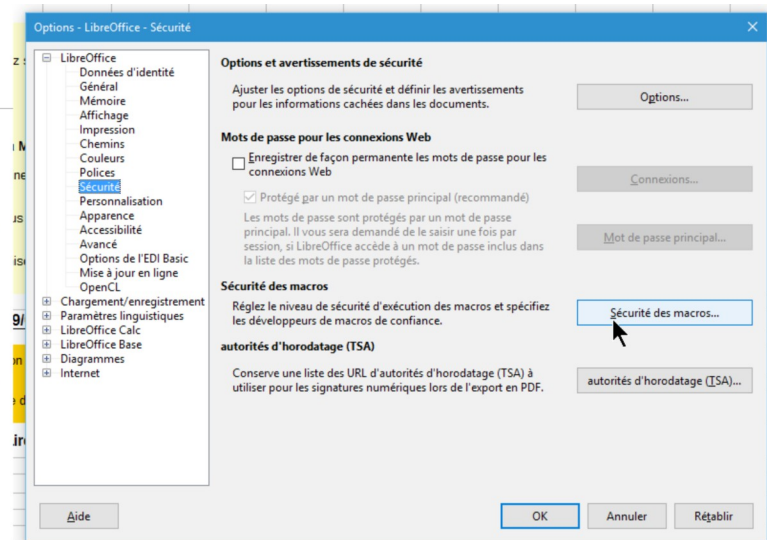 Options - LibreOffice - Sécurité
LibreOffice
Données d'identité
Général
Mémoire
Affichage
Impression
Chemins
Couleurs
Polices
Sécurité
Personnalisation
Apparence
Accessibilité
Avancé
Options de l'EDI Basic
Mise à jour en ligne
OpenCL
Chargement/enregistrement
Paramètres linguistiques
LibreOffice Calc
LibreOffice Base
Diagrammes
Internet
Options et avertissements de sécurité
Ajuster les options de sécurité et définir les avertissements
pour les informations cachées dans les documents.
Options...
Mots de passe pour les connexions Web
Enregistrer de façon permanente les mots de passe pour les
connexions Web
Connexions...
Protégé par un mot de passe principal (recommandé)
Les mots de passe sont protégés par un mot de passe
principal. Il vous sera demandé de le saisir une fois par
session, si LibreOffice accède à un mot de passe inclus dans
la liste des mots de passe protégés.
Mot de passe principal...
Sécurité des macros
Réglez le niveau de sécurité d'exécution des macros et spécifiez
les développeurs de macros de confiance.
Sécurité des macros...
autorités d'horodatage (TSA)
Conserve une liste des URL d'autorités d'horodatage (TSA) à
utiliser pour les signatures numériques lors de l'export en PDF.
autorités d'horodatage (TSA)...
Aide
OK
Annuler
Rétablir